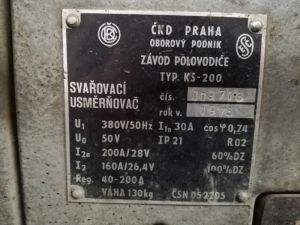 ČKD PRAHA
OBOROVÝ PODNIK
ZÁVOD POLOVODIČE
TYP KS-200
SVAŘOVACÍ
USMĚRŇOVAČ
čís.
rok v.
U₁ 380V/50Hz I₁ₙ 30A cos φ 0,74
U₀ 50V IP 21 R02
I₂ₙ 200A/28V 60%DZ
I₂ 160A/26,4V 100%DZ
Reg. 40-200A
VÁHA 130kg ČSN 052205